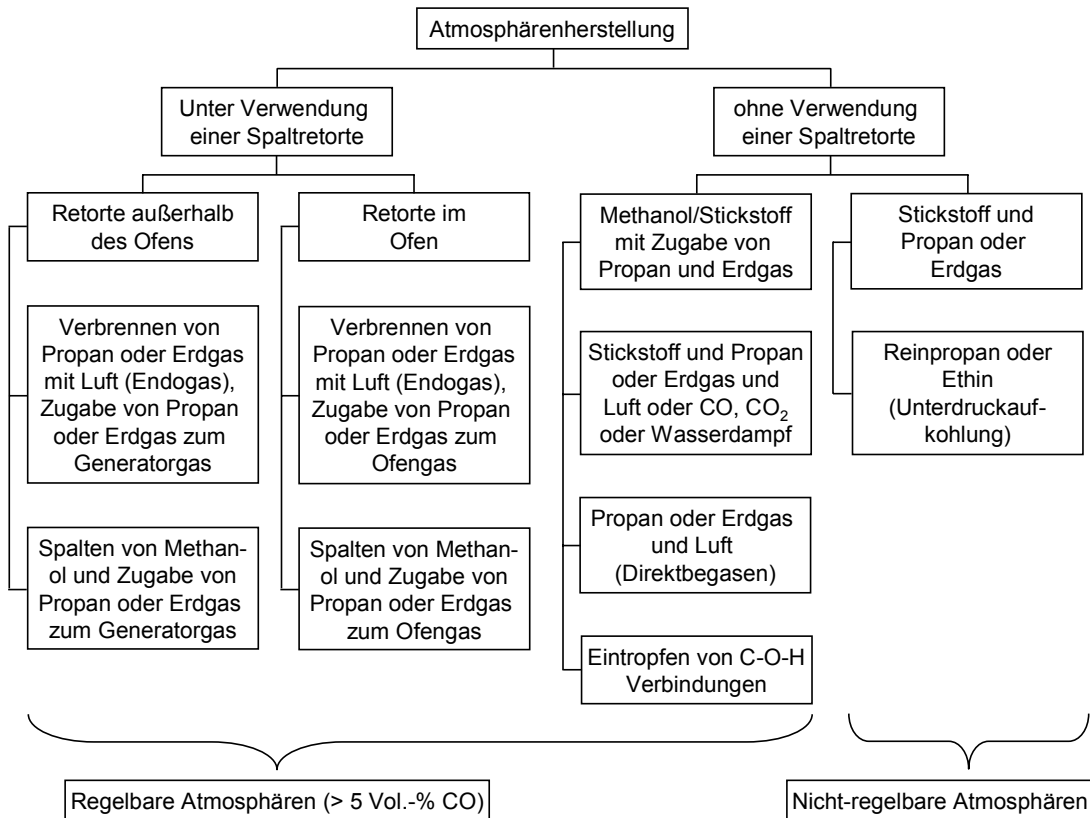 Atmosphärenherstellung
Unter Verwendung
einer Spaltretorte
ohne Verwendung
einer Spaltretorte
Retorte außerhalb
des Ofens
Retorte im
Ofen
Methanol/Stickstoff
mit Zugabe von
Propan und Erdgas
Stickstoff und
Propan oder
Erdgas
Verbrennen von
Propan oder Erdgas
mit Luft (Endogas),
Zugabe von Propan
oder Erdgas zum
Generatorgas
Verbrennen von
Propan oder Erdgas
mit Luft (Endogas),
Zugabe von Propan
oder Erdgas zum
Ofengas
Stickstoff und Propan
oder Erdgas und
Luft oder CO, CO₂
oder Wasserdampf
Reinpropan oder
Ethin
(Unterdruckauf-
kohlung)
Propan oder Erdgas
und Luft
(Direktbegasen)
Spalten von Methan-
ol und Zugabe von
Propan oder Erdgas
zum Generatorgas
Spalten von Methan-
ol und Zugabe von
Propan oder Erdgas
zum Ofengas
Eintropfen von C-O-H
Verbindungen
Regelbare Atmosphären (> 5 Vol.-% CO)
Nicht-regelbare Atmosphären